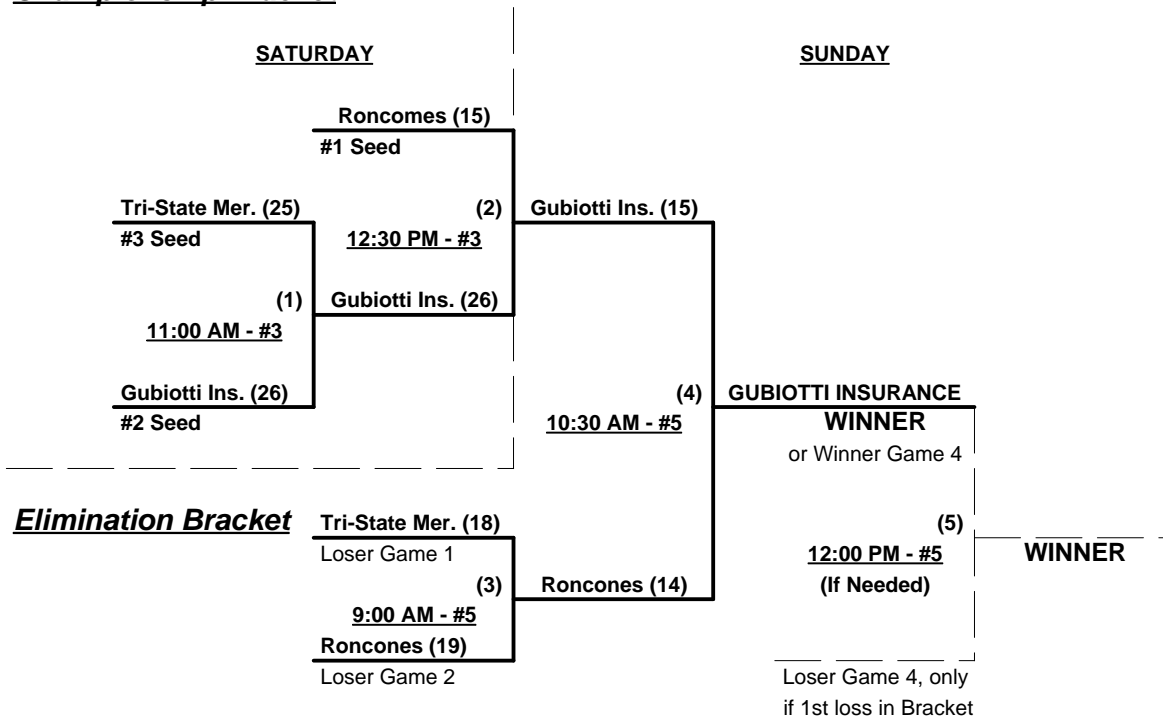 SATURDAY
SUNDAY
Roncomes (15)
#1 Seed
Tri-State Mer. (25)
#3 Seed
(2)
12:30 PM - #3
Gubiotti Ins. (15)
(1)
11:00 AM - #3
Gubiotti Ins. (26)
Gubiotti Ins. (26)
#2 Seed
(4)
10:30 AM - #5
GUBIOTTI INSURANCE
WINNER
or Winner Game 4
Elimination Bracket
Tri-State Mer. (18)
Loser Game 1
(3)
9:00 AM - #5
Roncones (14)
Roncones (19)
Loser Game 2
(5)
12:00 PM - #5
(If Needed)
WINNER
Loser Game 4, only
if 1st loss in Bracket